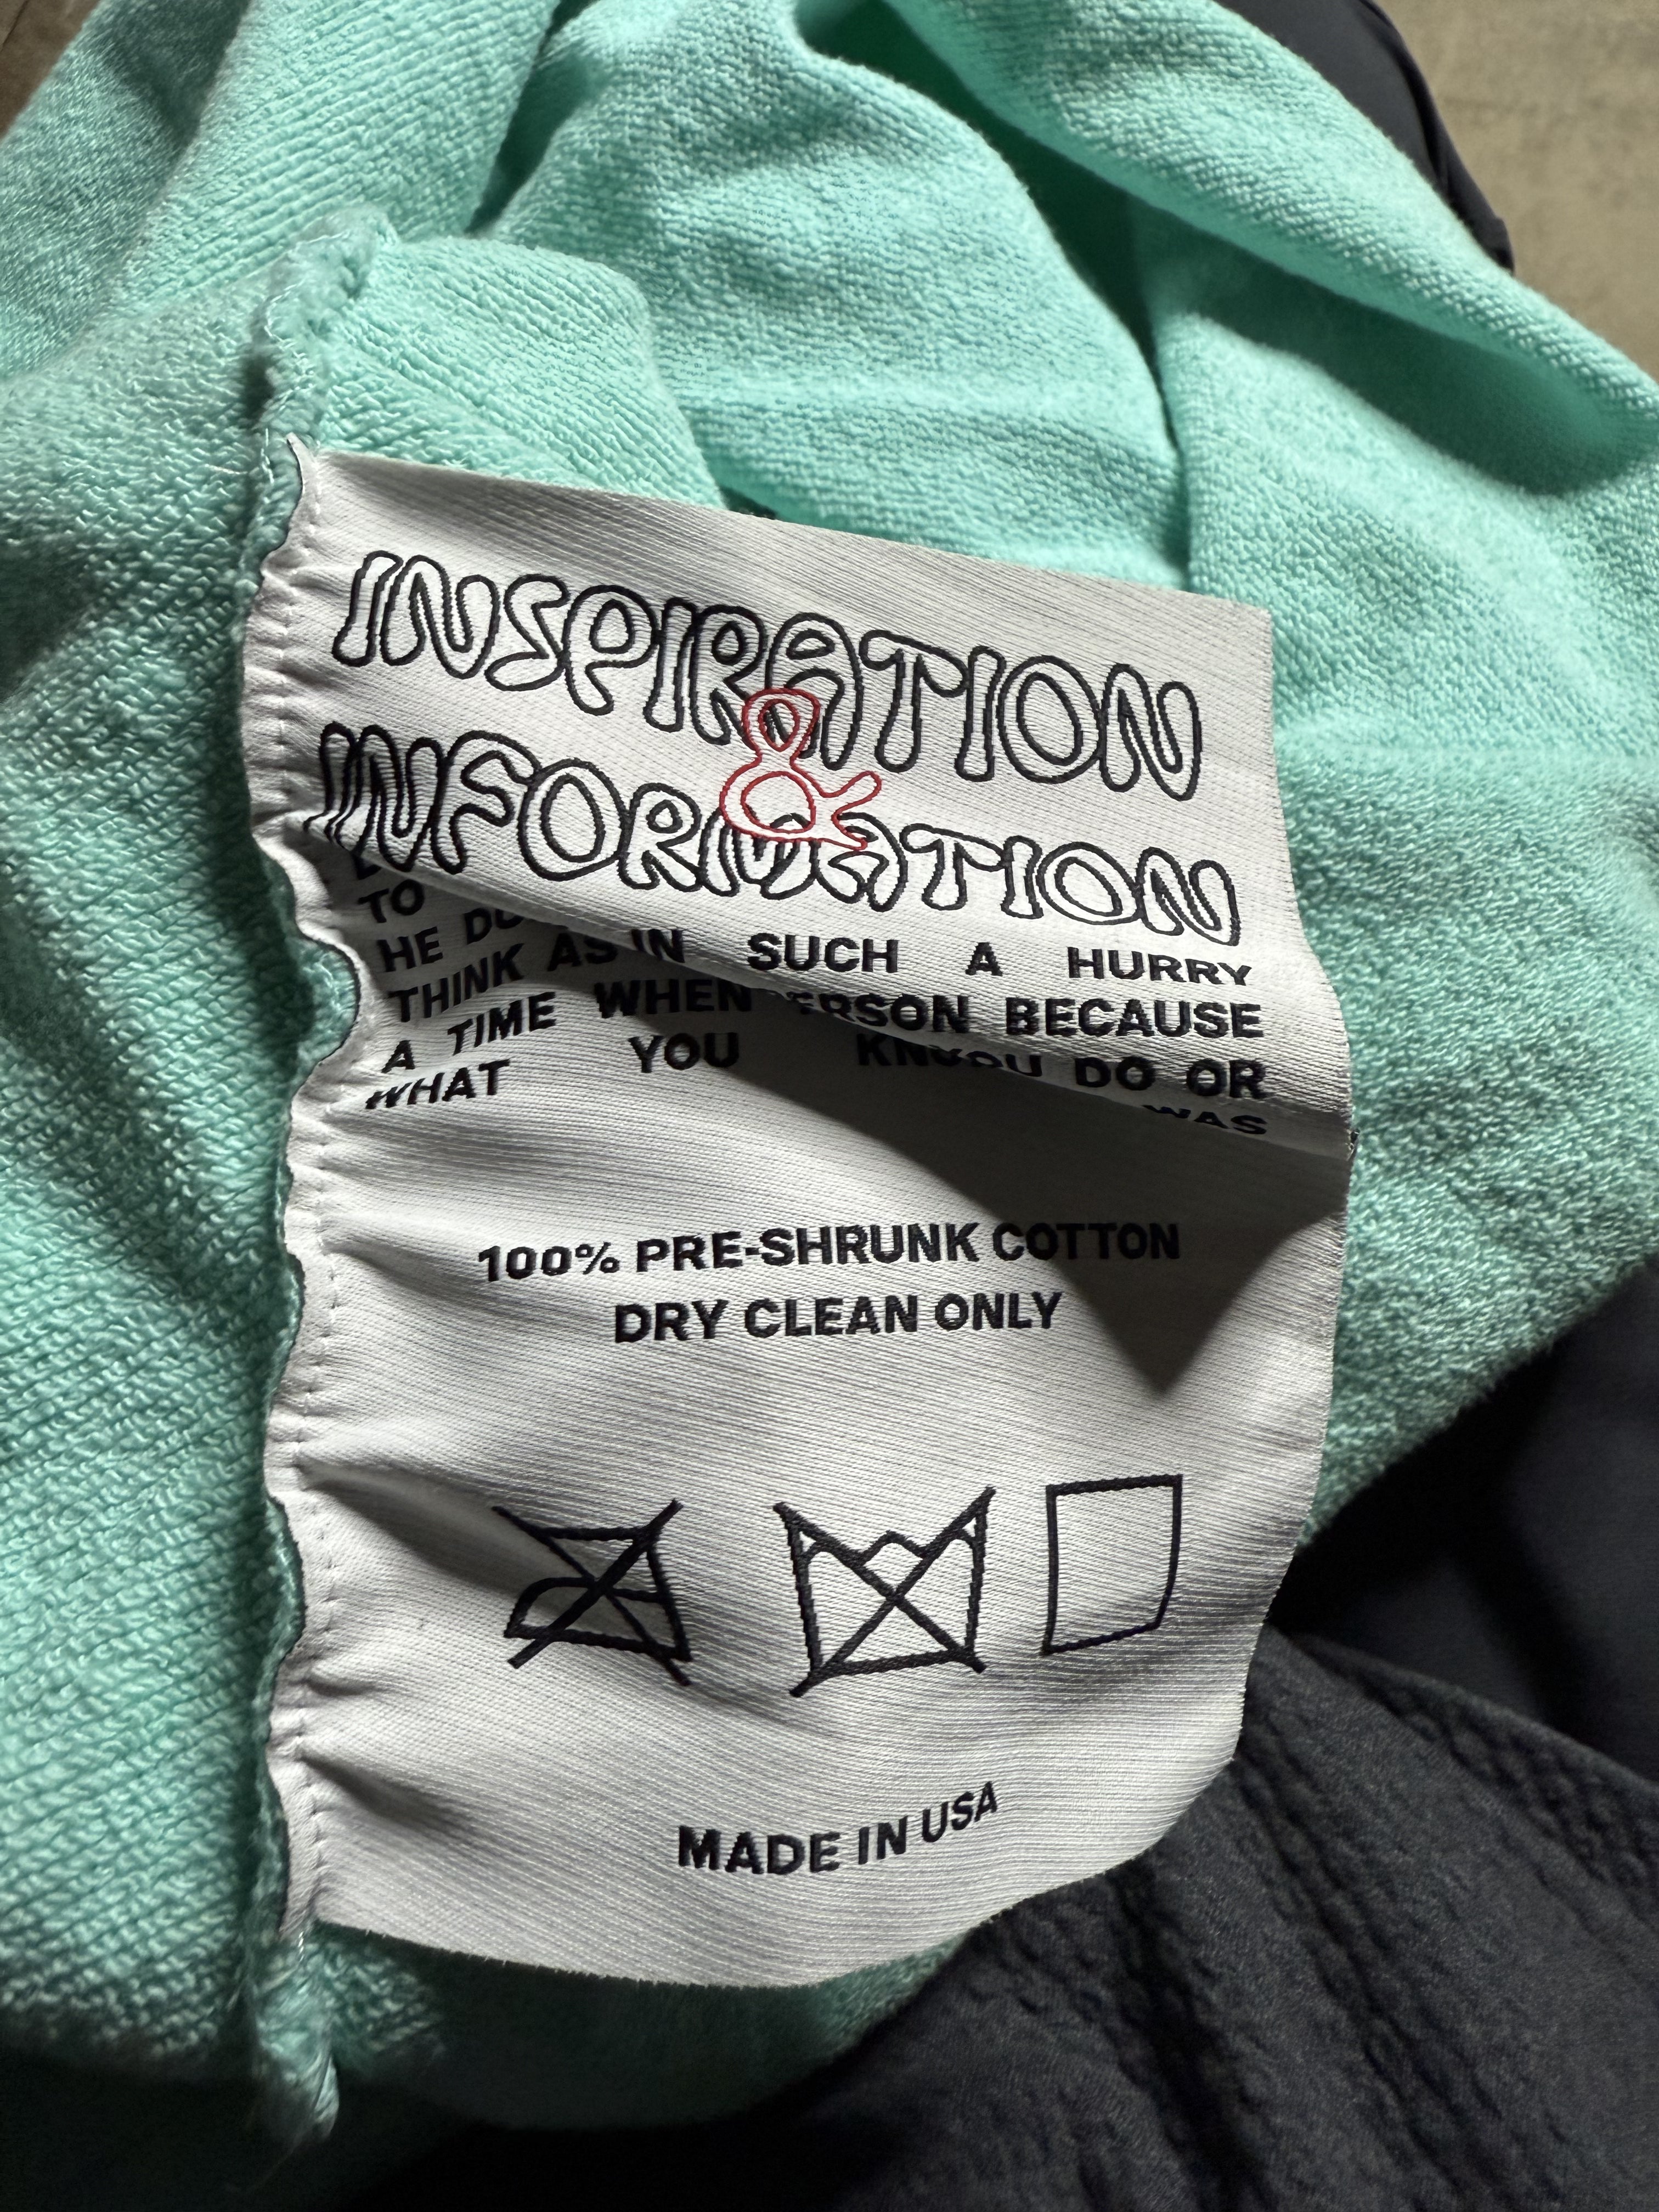 INSPIRATION
&
INFORMATION
TO
HE
THINK AS IN SUCH A HURRY
A TIME WHEN BECAUSE
WHAT YOU DO OR
WAS
100% PRE-SHRUNK COTTON
DRY CLEAN ONLY
MADE IN USA